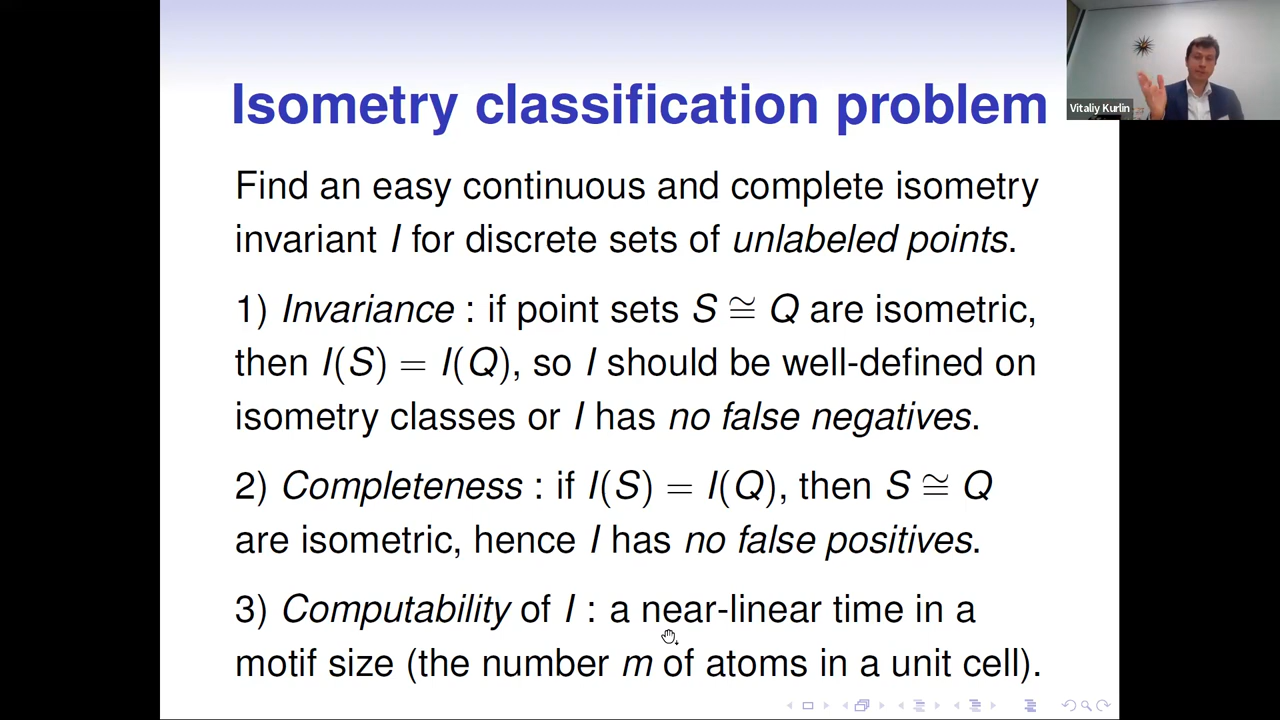 Isometry classification problem
Vitaliy Kurlin
Find an easy continuous and complete isometry
invariant I for discrete sets of unlabeled points.
1) Invariance : if point sets S ≅ Q are isometric,
then I(S) = I(Q), so I should be well-defined on
isometry classes or I has no false negatives.
2) Completeness : if I(S) = I(Q), then S ≅ Q
are isometric, hence I has no false positives.
3) Computability of I : a near-linear time in a
motif size (the number m of atoms in a unit cell).